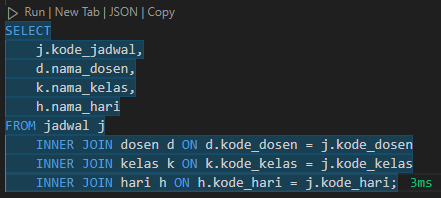 Run | New Tab | JSON | Copy
SELECT
j.kode_jadwal,
d.nama_dosen,
k.nama_kelas,
h.nama_hari
FROM jadwal j
INNER JOIN dosen d ON d.kode_dosen = j.kode_dosen
INNER JOIN kelas k ON k.kode_kelas = j.kode_kelas
INNER JOIN hari h ON h.kode_hari = j.kode_hari; 3ms